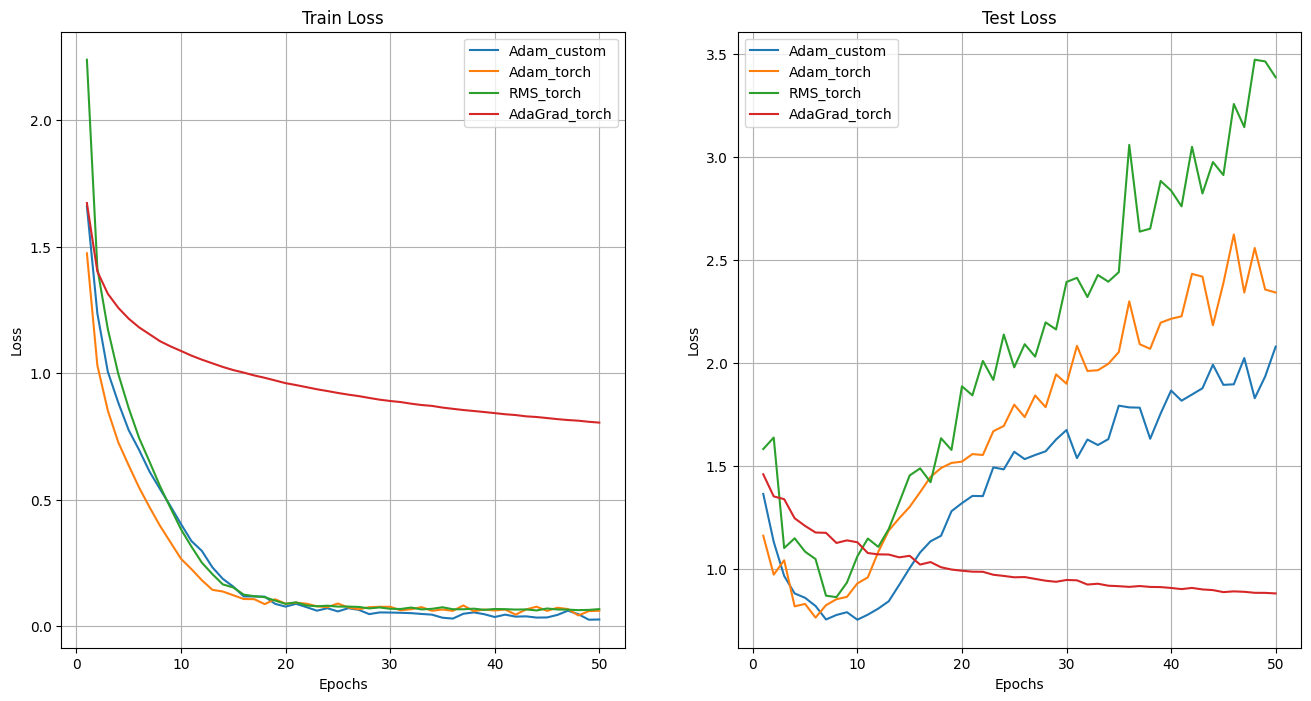 Train Loss
Adam_custom
Adam_torch
RMS_torch
AdaGrad_torch
2.0
1.5
1.0
0.5
0.0
Loss
0
10
20
30
40
50
Epochs
Test Loss
Adam_custom
Adam_torch
RMS_torch
AdaGrad_torch
3.5
3.0
2.5
2.0
1.5
1.0
Loss
0
10
20
30
40
50
Epochs